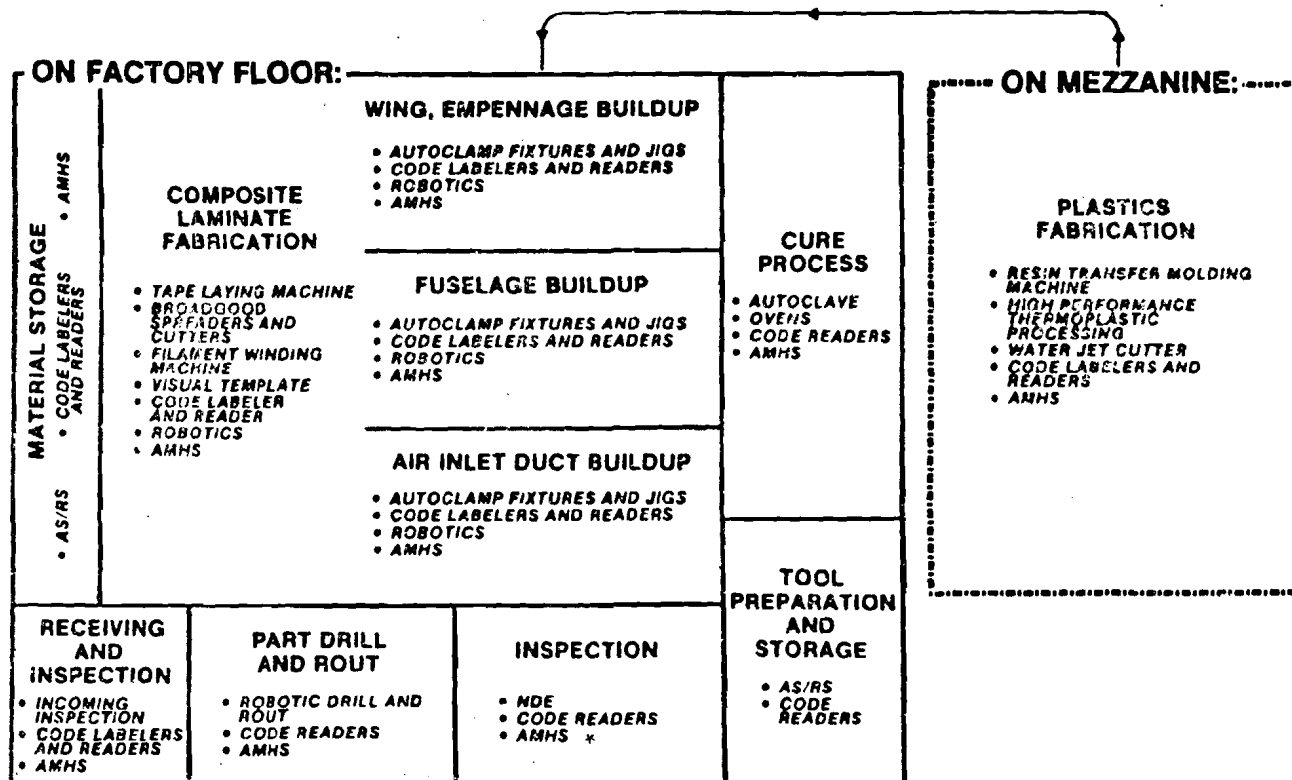 ON FACTORY FLOOR:
MATERIAL STORAGE
• AS/RS
• CODE LABELERS
AND READERS
• AMHS
COMPOSITE
LAMINATE
FABRICATION
• TAPE LAYING MACHINE
• BROADGOOD
SPREADERS AND
CUTTERS
• FILAMENT WINDING
MACHINE
• VISUAL TEMPLATE
• CODE LABELER
AND READER
• ROBOTICS
• AMHS
WING, EMPENNAGE BUILDUP
• AUTOCLAMP FIXTURES AND JIGS
• CODE LABELERS AND READERS
• ROBOTICS
• AMHS
FUSELAGE BUILDUP
• AUTOCLAMP FIXTURES AND JIGS
• CODE LABELERS AND READERS
• ROBOTICS
• AMHS
AIR INLET DUCT BUILDUP
• AUTOCLAMP FIXTURES AND JIGS
• CODE LABELERS AND READERS
• ROBOTICS
• AMHS
CURE
PROCESS
• AUTOCLAVE
• OVENS
• CODE READERS
• AMHS
TOOL
PREPARATION
AND
STORAGE
• AS/RS
• CODE
READERS
RECEIVING
AND
INSPECTION
• INCOMING
INSPECTION
• CODE LABELERS
AND READERS
• AMHS
PART DRILL
AND ROUT
• ROBOTIC DRILL AND
ROUT
• CODE READERS
• AMHS
INSPECTION
• NDE
• CODE READERS
• AMHS *
ON MEZZANINE:
PLASTICS
FABRICATION
• RESIN TRANSFER MOLDING
MACHINE
• HIGH PERFORMANCE
THERMOPLASTIC
PROCESSING
• WATER JET CUTTER
• CODE LABELERS AND
READERS
• AMHS